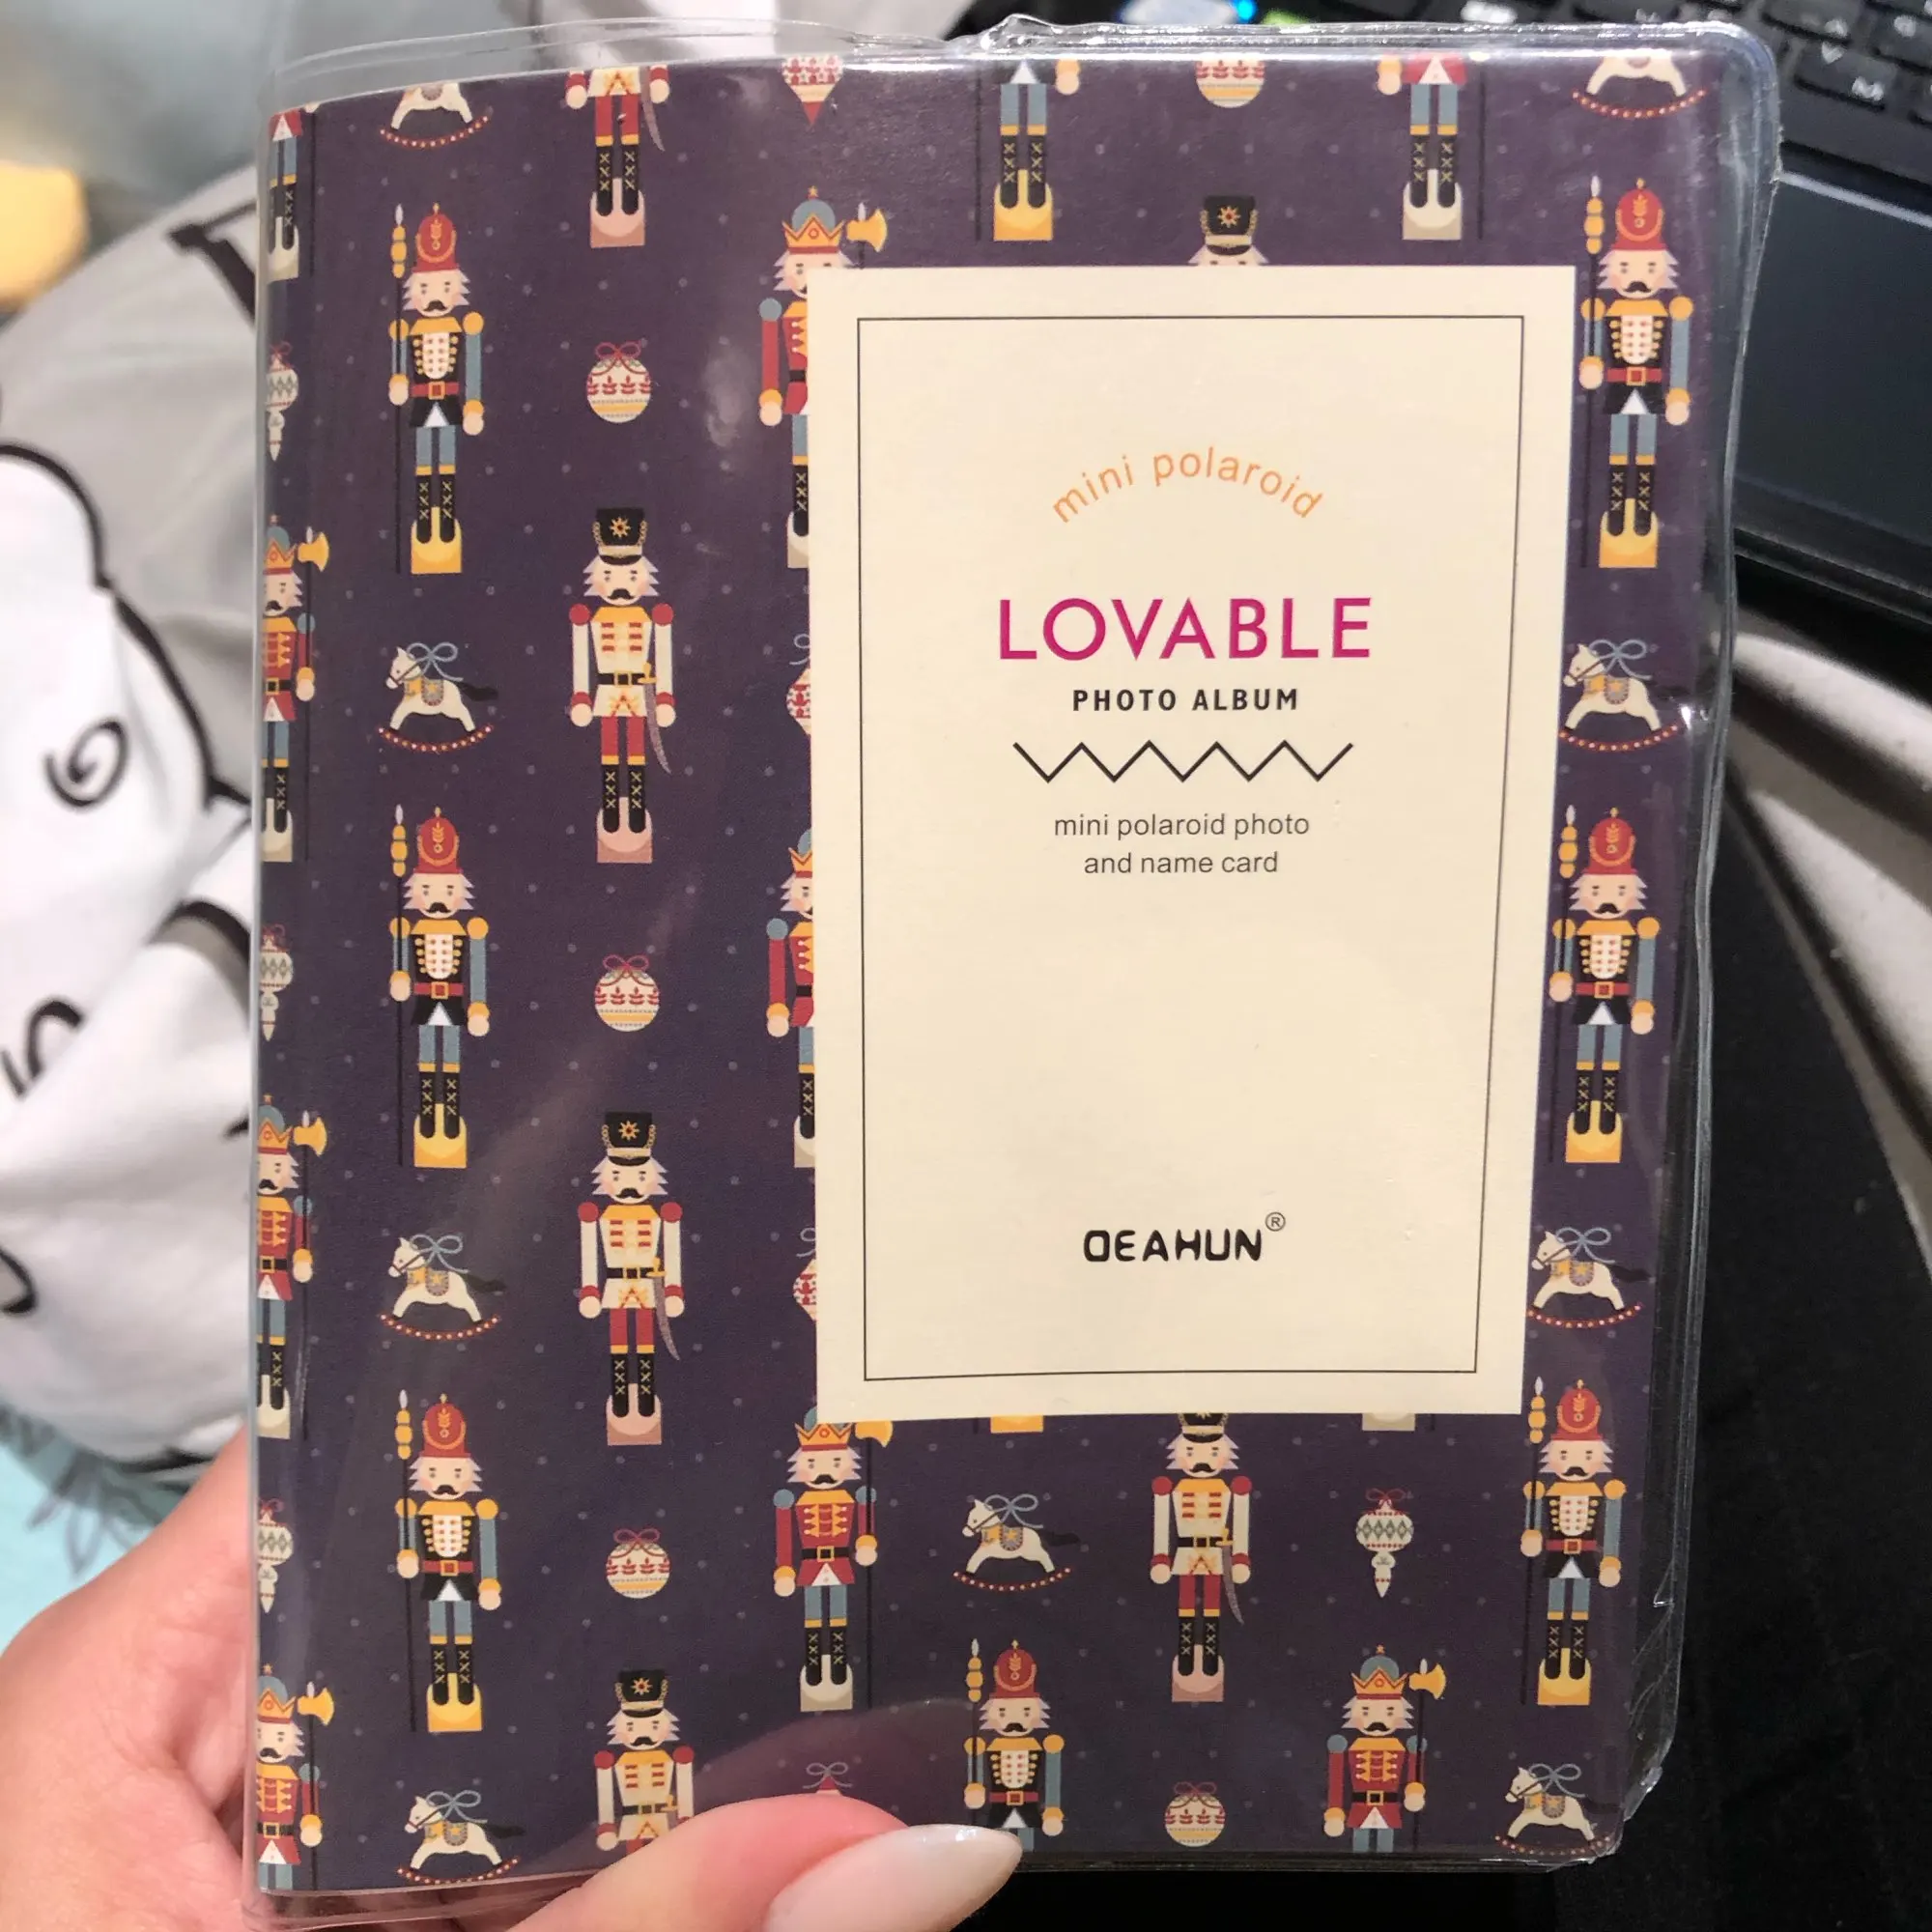 mini polaroid
LOVABLE
PHOTO ALBUM
mini polaroid photo
and name card
OEAHUN®
M